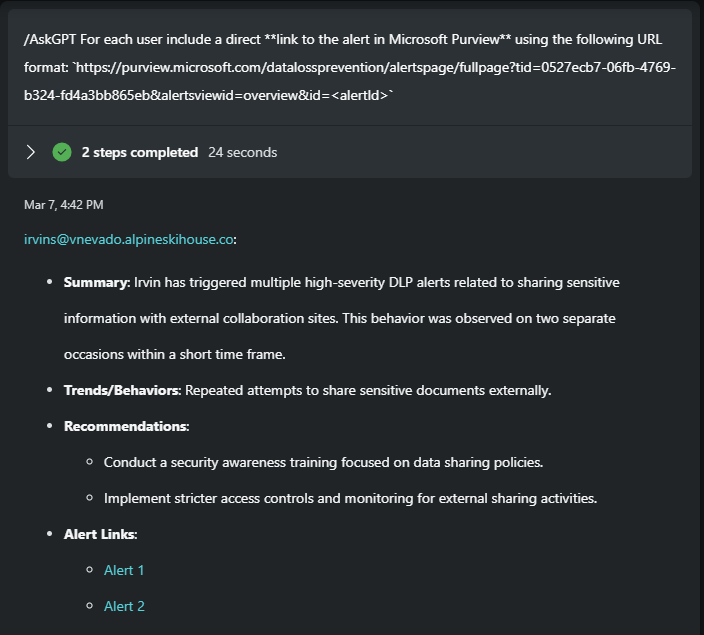 /AskGPT For each user include a direct **link to the alert in Microsoft Purview** using the following URL
format: `https://purview.microsoft.com/datalossprevention/alertspage/fullpage?tid=0527ecb7-06fb-4769-
b324-fd4a3bb865eb&alertsviewid=overview&id=<alertId>`
2 steps completed 24 seconds
Mar 7, 4:42 PM
irvins@vnevado.alpineskihouse.co:
• Summary: Irvin has triggered multiple high-severity DLP alerts related to sharing sensitive
information with external collaboration sites. This behavior was observed on two separate
occasions within a short time frame.
• Trends/Behaviors: Repeated attempts to share sensitive documents externally.
• Recommendations:
○ Conduct a security awareness training focused on data sharing policies.
○ Implement stricter access controls and monitoring for external sharing activities.
• Alert Links:
○ Alert 1
○ Alert 2